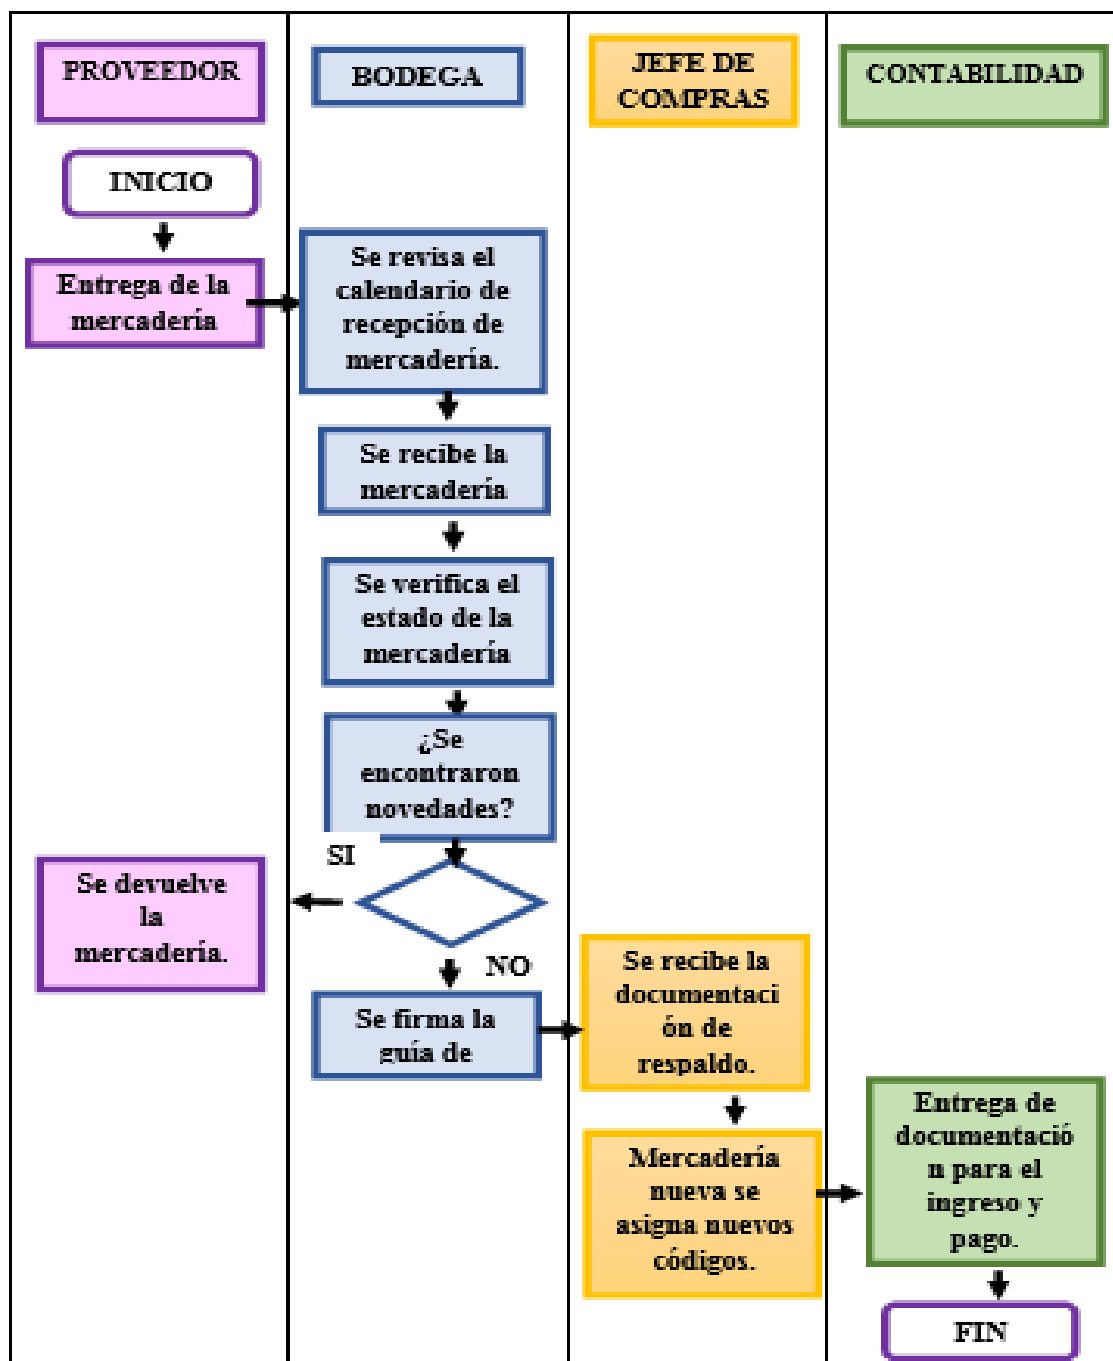 PROVEEDOR
BODEGA
JEFE DE
COMPRAS
CONTABILIDAD
INICIO
Entrega de la
mercadería
Se revisa el
calendario de
recepción de
mercadería.
Se recibe la
mercadería
Se verifica el
estado de la
mercadería
¿Se
encontraron
novedades?
SI
Se devuelve
la
mercadería.
NO
Se firma la
guía de
Se recibe la
documentaci
ón de
respaldo.
Mercadería
nueva se
asigna nuevos
códigos.
Entrega de
documentació
n para el
ingreso y
pago.
FIN